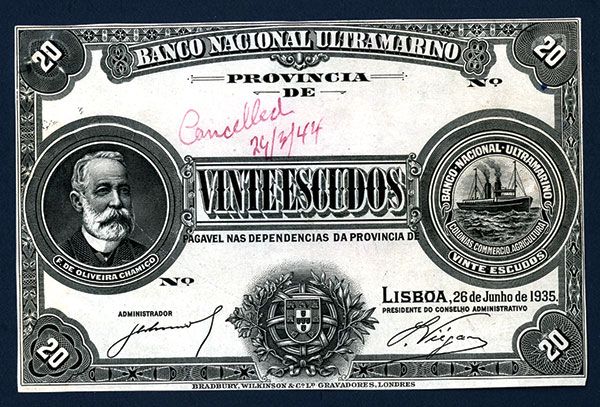 20
BANCO NACIONAL ULTRAMARINO
20
PROVINCIA
DE
Nº
Cancelled
24/3/44
VINTE ESCUDOS
PAGAVEL NAS DEPENDENCIAS DA PROVINCIA DE
F. DE OLIVEIRA CHAMIÇO
BANCO·NACIONAL·ULTRAMARINO
COLONIAS COMMERCIO AGRICULTURA
VINTE ESCUDOS
Nº
LISBOA, 26 de Junho de 1935.
ADMINISTRADOR
PRESIDENTE DO CONSELHO ADMINISTRATIVO
20
20
BRADBURY, WILKINSON & Cº Lº GRAVADORES, LONDRES